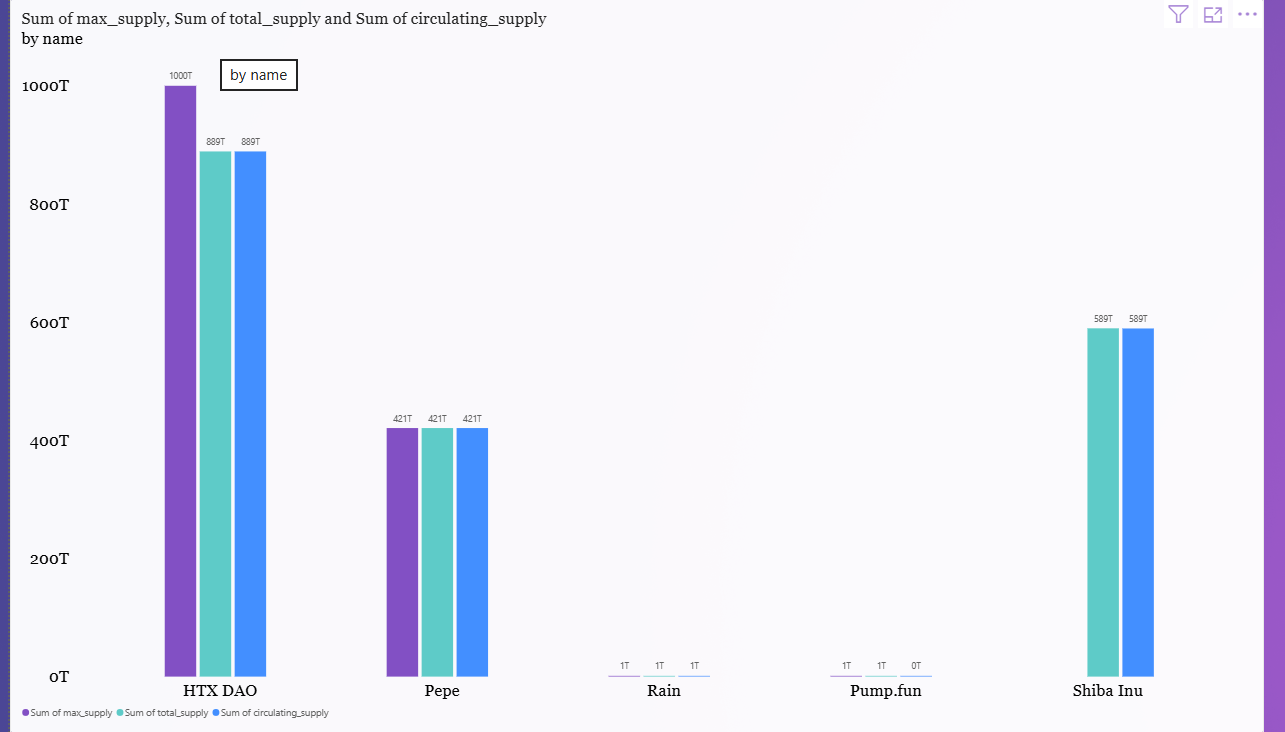 Sum of max_supply, Sum of total_supply and Sum of circulating_supply
by name
by name
1000T
800T
600T
400T
200T
0T
1000T
889T 889T
421T 421T 421T
1T 1T 1T
1T 1T 0T
589T 589T
HTX DAO Pepe Rain Pump.fun Shiba Inu
Sum of max_supply Sum of total_supply Sum of circulating_supply